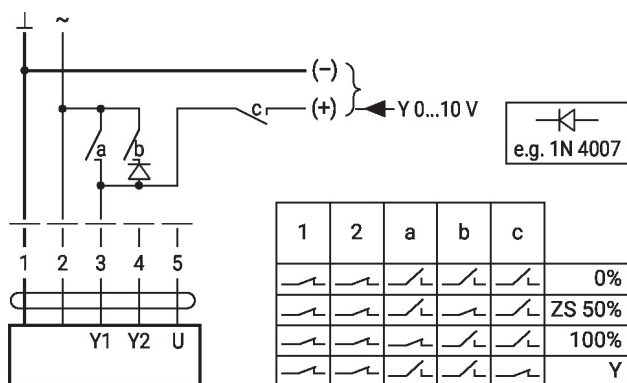 ⊥ ~
(–)
c (+) Y 0...10 V
a b
e.g. 1N 4007
1 2 3 4 5
Y1 Y2 U
1 2 a b c
0%
ZS 50%
100%
Y